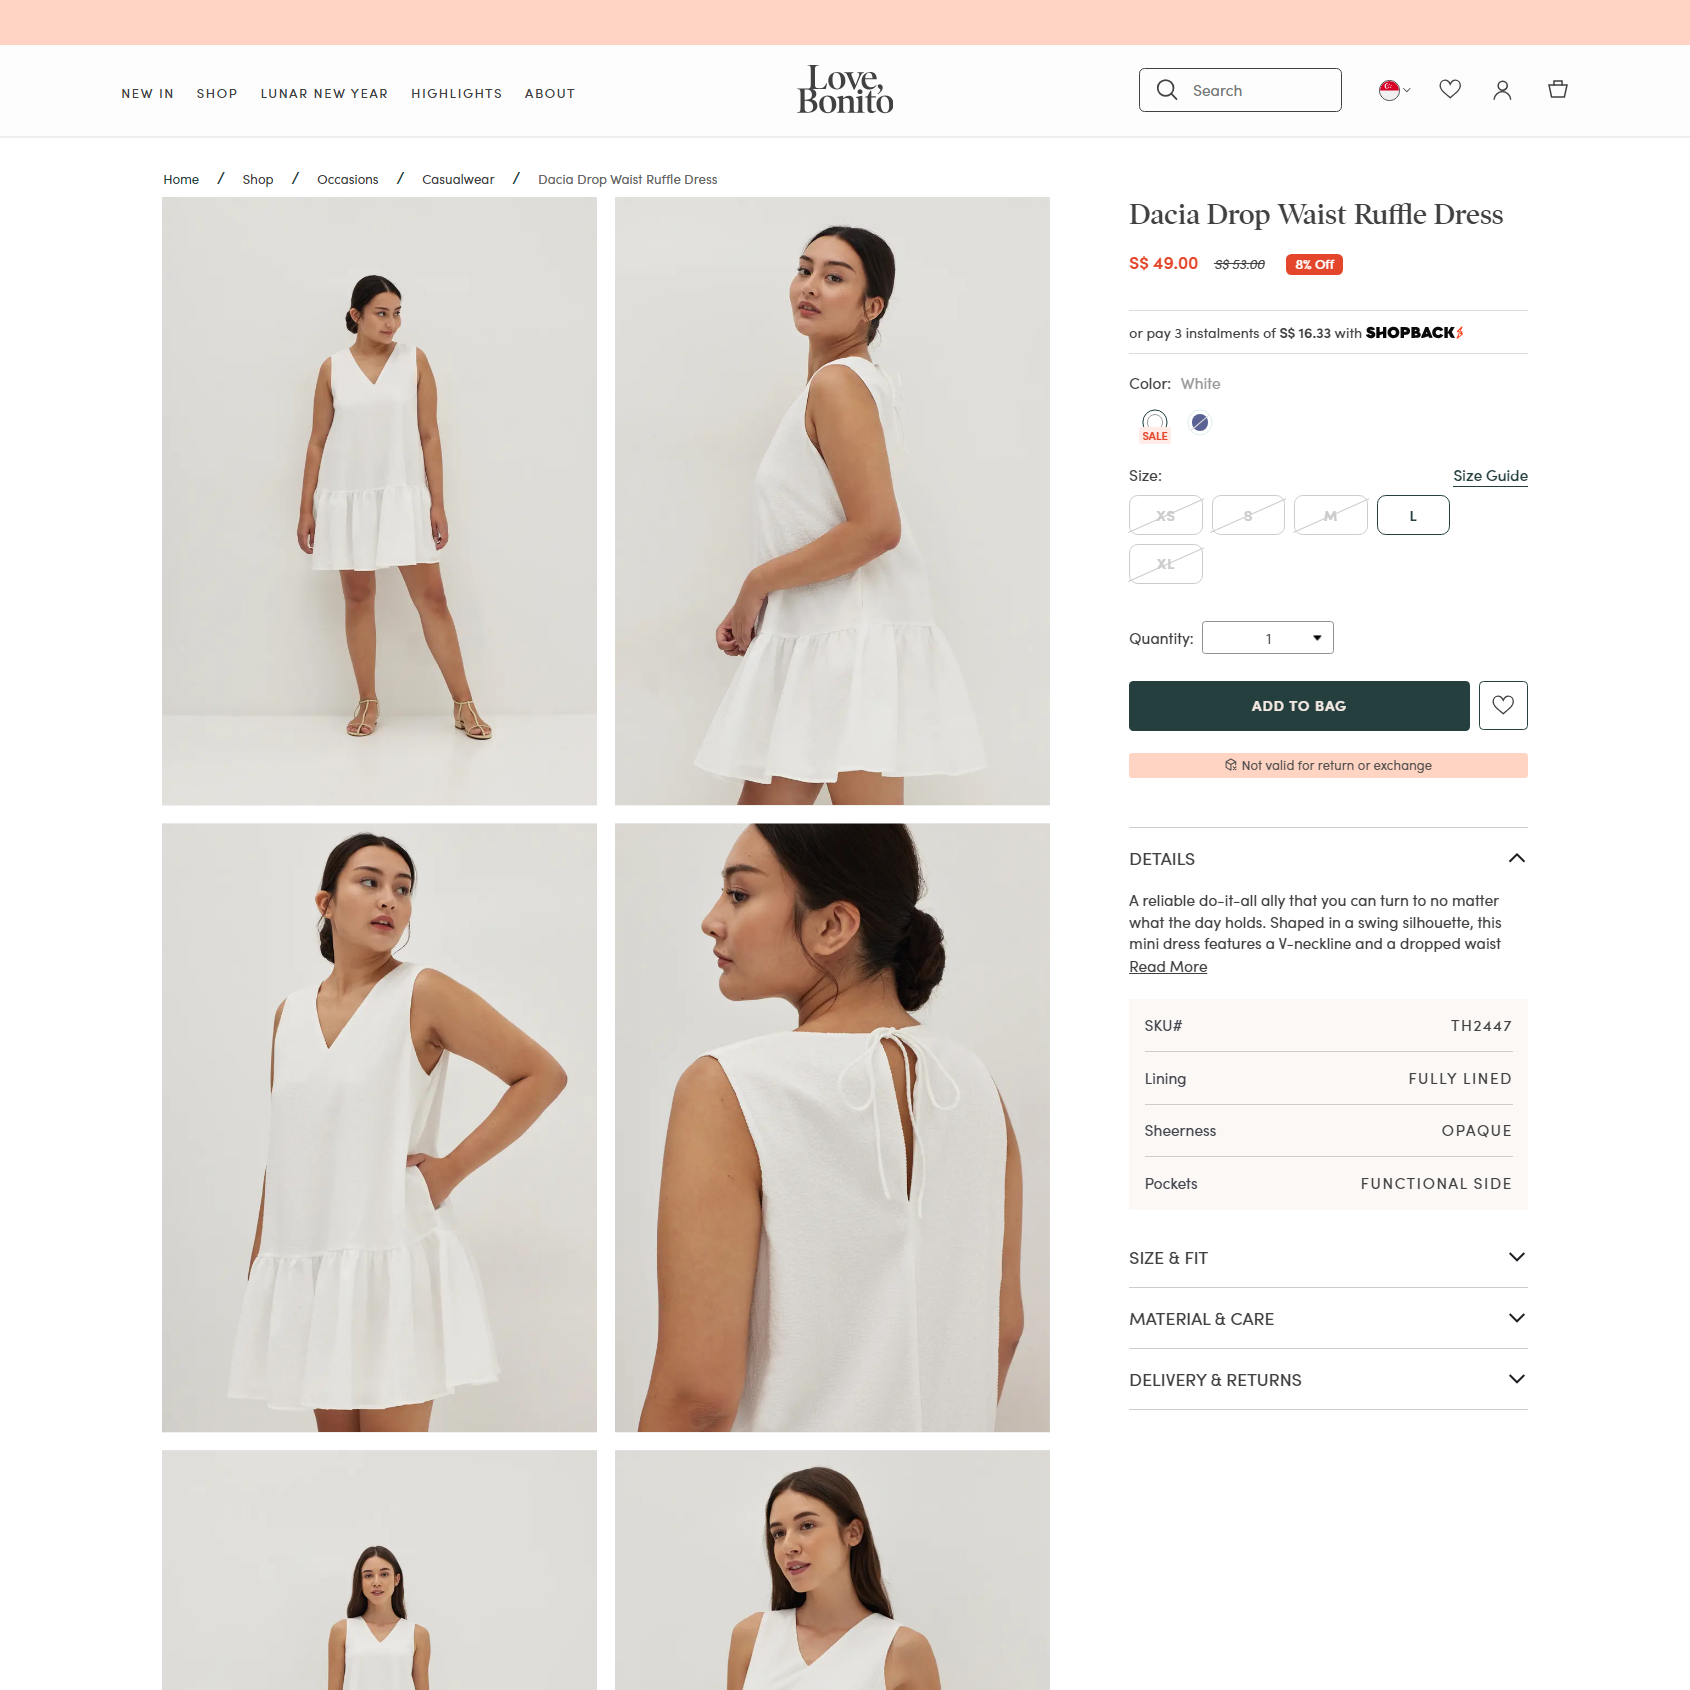 NEW IN
SHOP
LUNAR NEW YEAR
HIGHLIGHTS
ABOUT
Love,
Bonito
Search
Home / Shop / Occasions / Casualwear / Dacia Drop Waist Ruffle Dress
Dacia Drop Waist Ruffle Dress
S$ 49.00 S$ 53.00 8% Off
or pay 3 instalments of S$ 16.33 with SHOPBACK
Color: White
SALE
Size: Size Guide
XS S M L
XL
Quantity: 1
ADD TO BAG
Not valid for return or exchange
DETAILS
A reliable do-it-all ally that you can turn to no matter
what the day holds. Shaped in a swing silhouette, this
mini dress features a V-neckline and a dropped waist
Read More
SKU# TH2447
Lining FULLY LINED
Sheerness OPAQUE
Pockets FUNCTIONAL SIDE
SIZE & FIT
MATERIAL & CARE
DELIVERY & RETURNS